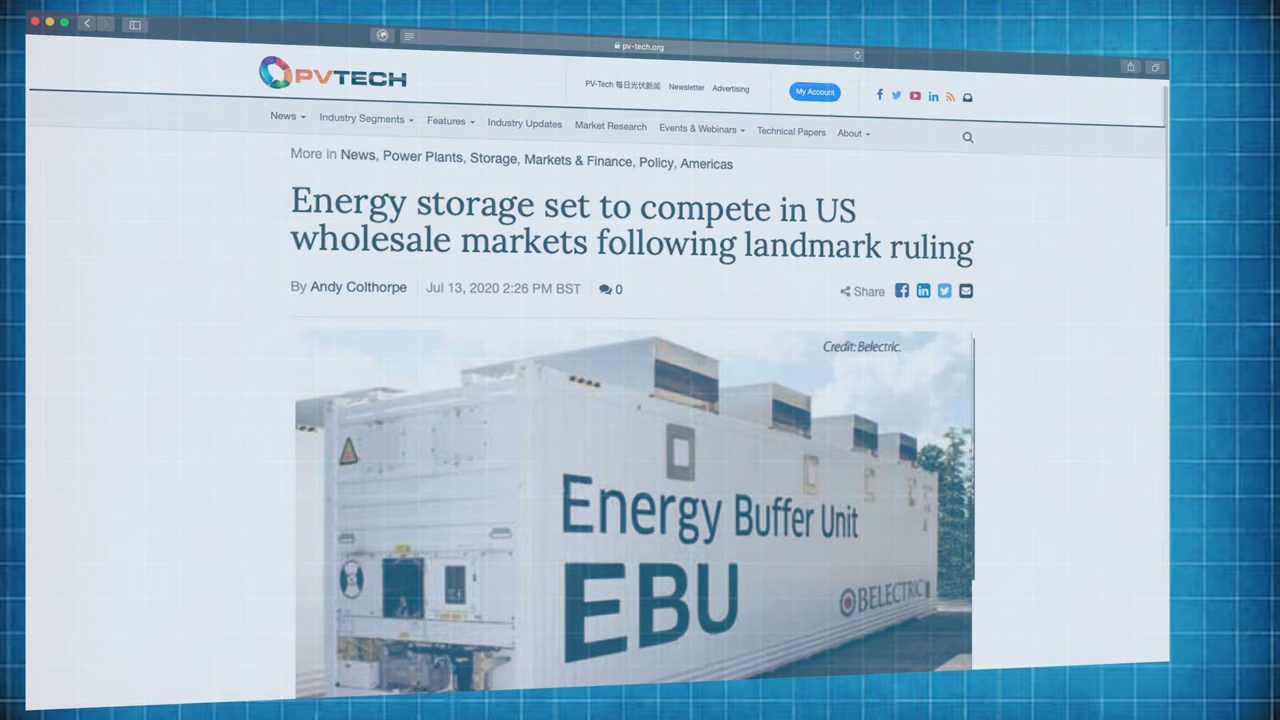 pv-tech.org
PVTECH
PV-Tech 每日光伏新闻 Newsletter Advertising My Account
News Industry Segments Features Industry Updates Market Research Events & Webinars Technical Papers About
More in News, Power Plants, Storage, Markets & Finance, Policy, Americas
Energy storage set to compete in US
wholesale markets following landmark ruling
By Andy Colthorpe Jul 13, 2020 2:26 PM BST 0 Share
Credit: Belectric.
Energy Buffer Unit
EBU
BELECTRIC